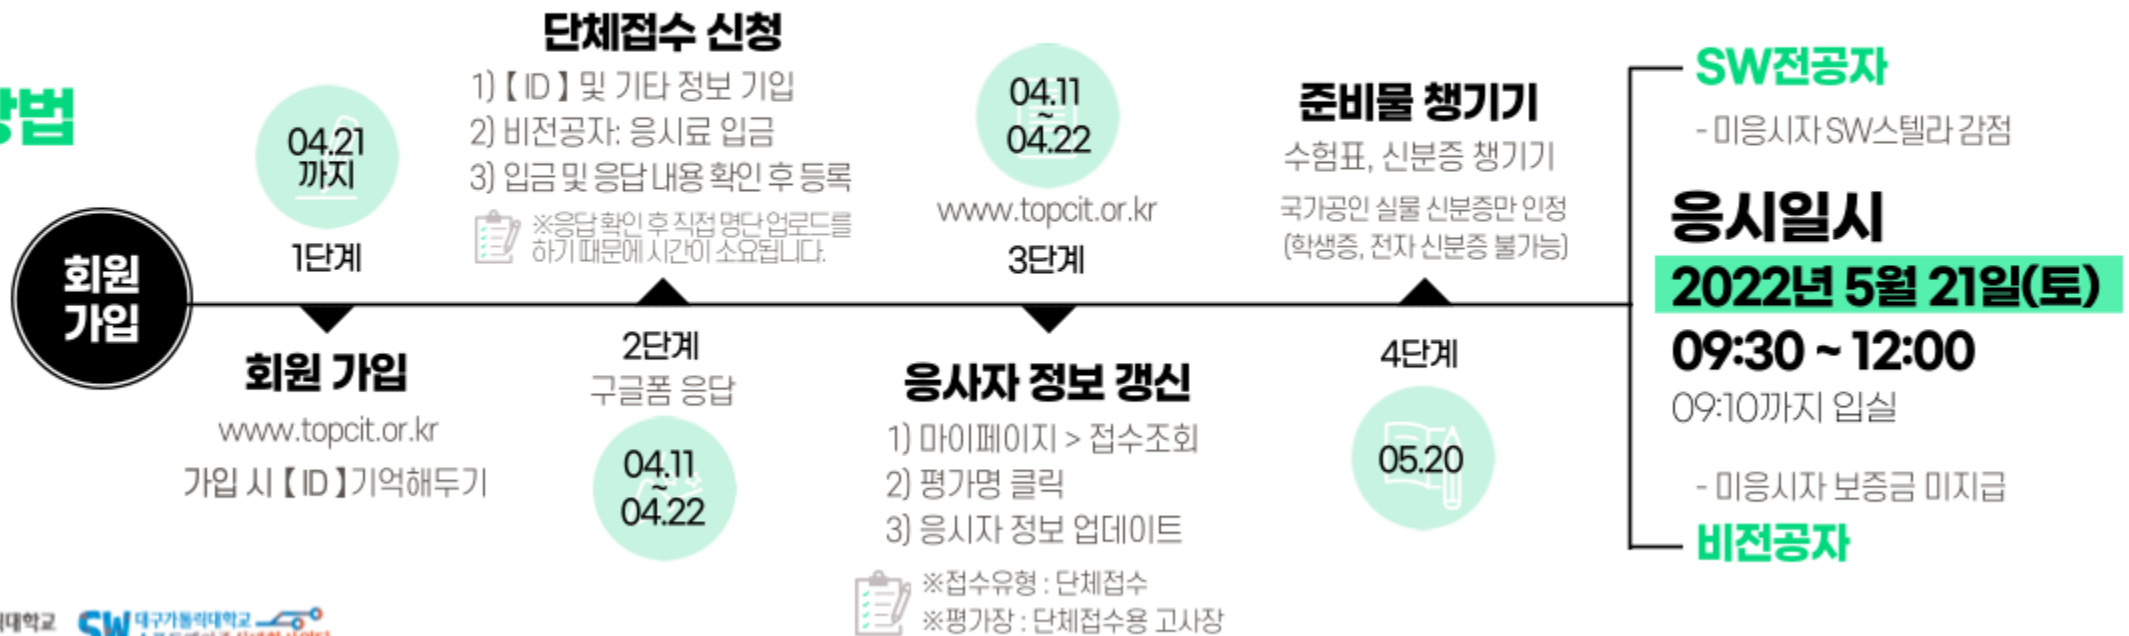 회원
가입
04.21
까지
1단계
회원 가입
www.topcit.or.kr
가입 시【 ID 】기억해두기
단체접수 신청
1)【 ID 】및 기타 정보 기입
2) 비전공자: 응시료 입금
3) 입금 및 응답 내용 확인 후 등록
※응답 확인 후 직접 명단 업로드를
하기 때문에 시간이 소요됩니다.
2단계
구글폼 응답
04.11
~
04.22
04.11
~
04.22
www.topcit.or.kr
3단계
응사자 정보 갱신
1) 마이페이지 > 접수조회
2) 평가명 클릭
3) 응시자 정보 업데이트
※접수유형 : 단체접수
※평가장 : 단체접수용 고사장
준비물 챙기기
수험표, 신분증 챙기기
국가공인 실물 신분증만 인정
(학생증, 전자 신분증 불가능)
4단계
05.20
SW전공자
- 미응시자 SW스텔라 감점
응시일시
2022년 5월 21일(토)
09:30 ~ 12:00
09:10까지 입실
- 미응시자 보증금 미지급
비전공자
대학교
SW 대구가톨릭대학교